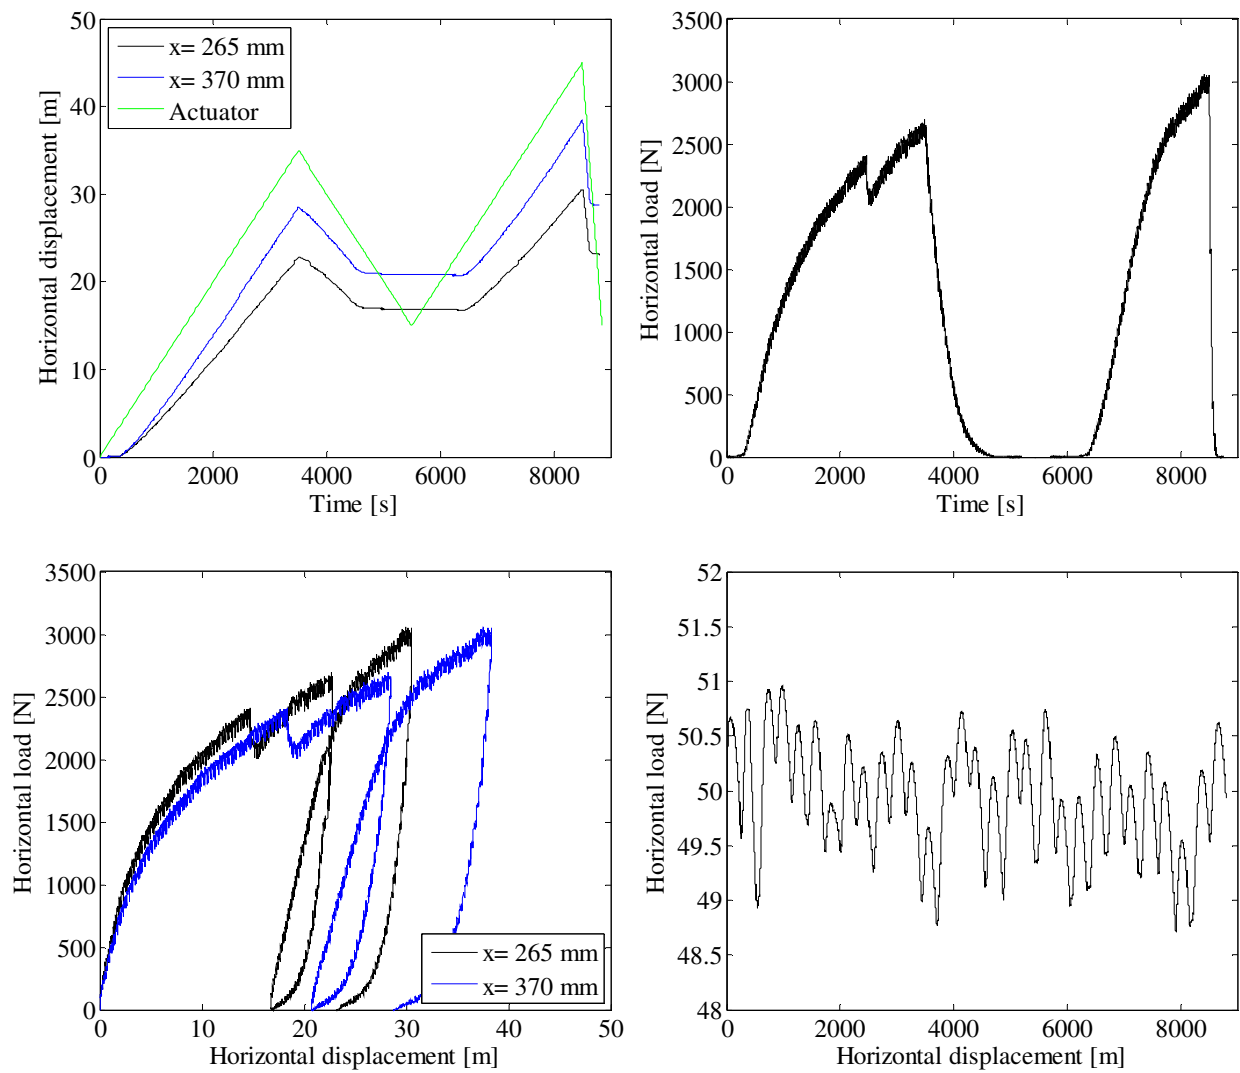 50
40
30
20
10
0
Horizontal displacement [m]
x= 265 mm
x= 370 mm
Actuator
0 2000 4000 6000 8000
Time [s]
3500
3000
2500
2000
1500
1000
500
0
Horizontal load [N]
0 2000 4000 6000 8000
Time [s]
3500
3000
2500
2000
1500
1000
500
0
Horizontal load [N]
x= 265 mm
x= 370 mm
0 10 20 30 40 50
Horizontal displacement [m]
52
51.5
51
50.5
50
49.5
49
48.5
48
Horizontal load [N]
0 2000 4000 6000 8000
Horizontal displacement [m]